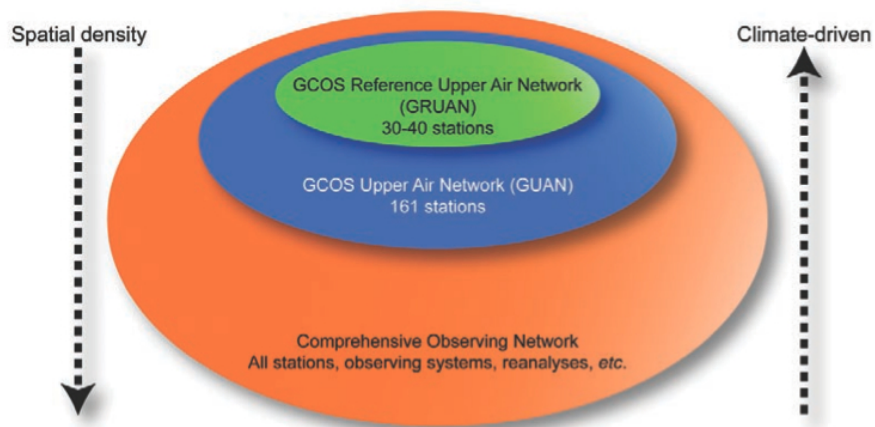 Spatial density
Climate-driven
GCOS Reference Upper Air Network
(GRUAN)
30-40 stations
GCOS Upper Air Network (GUAN)
161 stations
Comprehensive Observing Network
All stations, observing systems, reanalyses, etc.